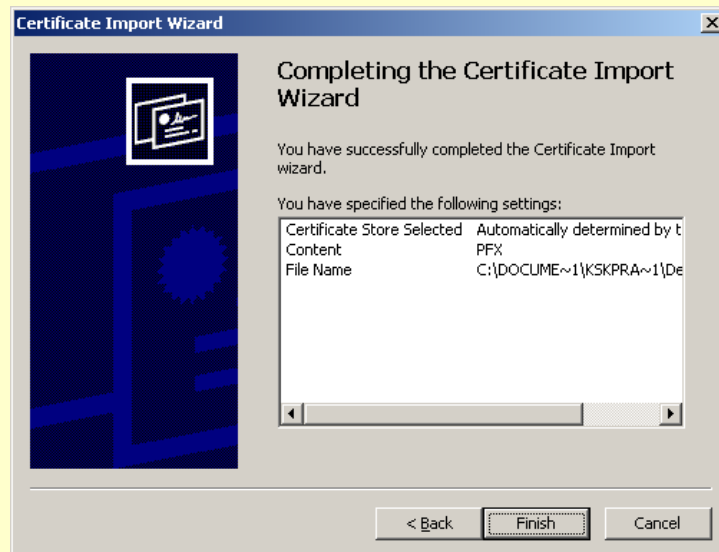 Certificate Import Wizard
Completing the Certificate Import
Wizard
You have successfully completed the Certificate Import
wizard.
You have specified the following settings:
Certificate Store Selected Automatically determined by t
Content PFX
File Name C:\DOCUME~1\KSKPRA~1\De
< Back Finish Cancel